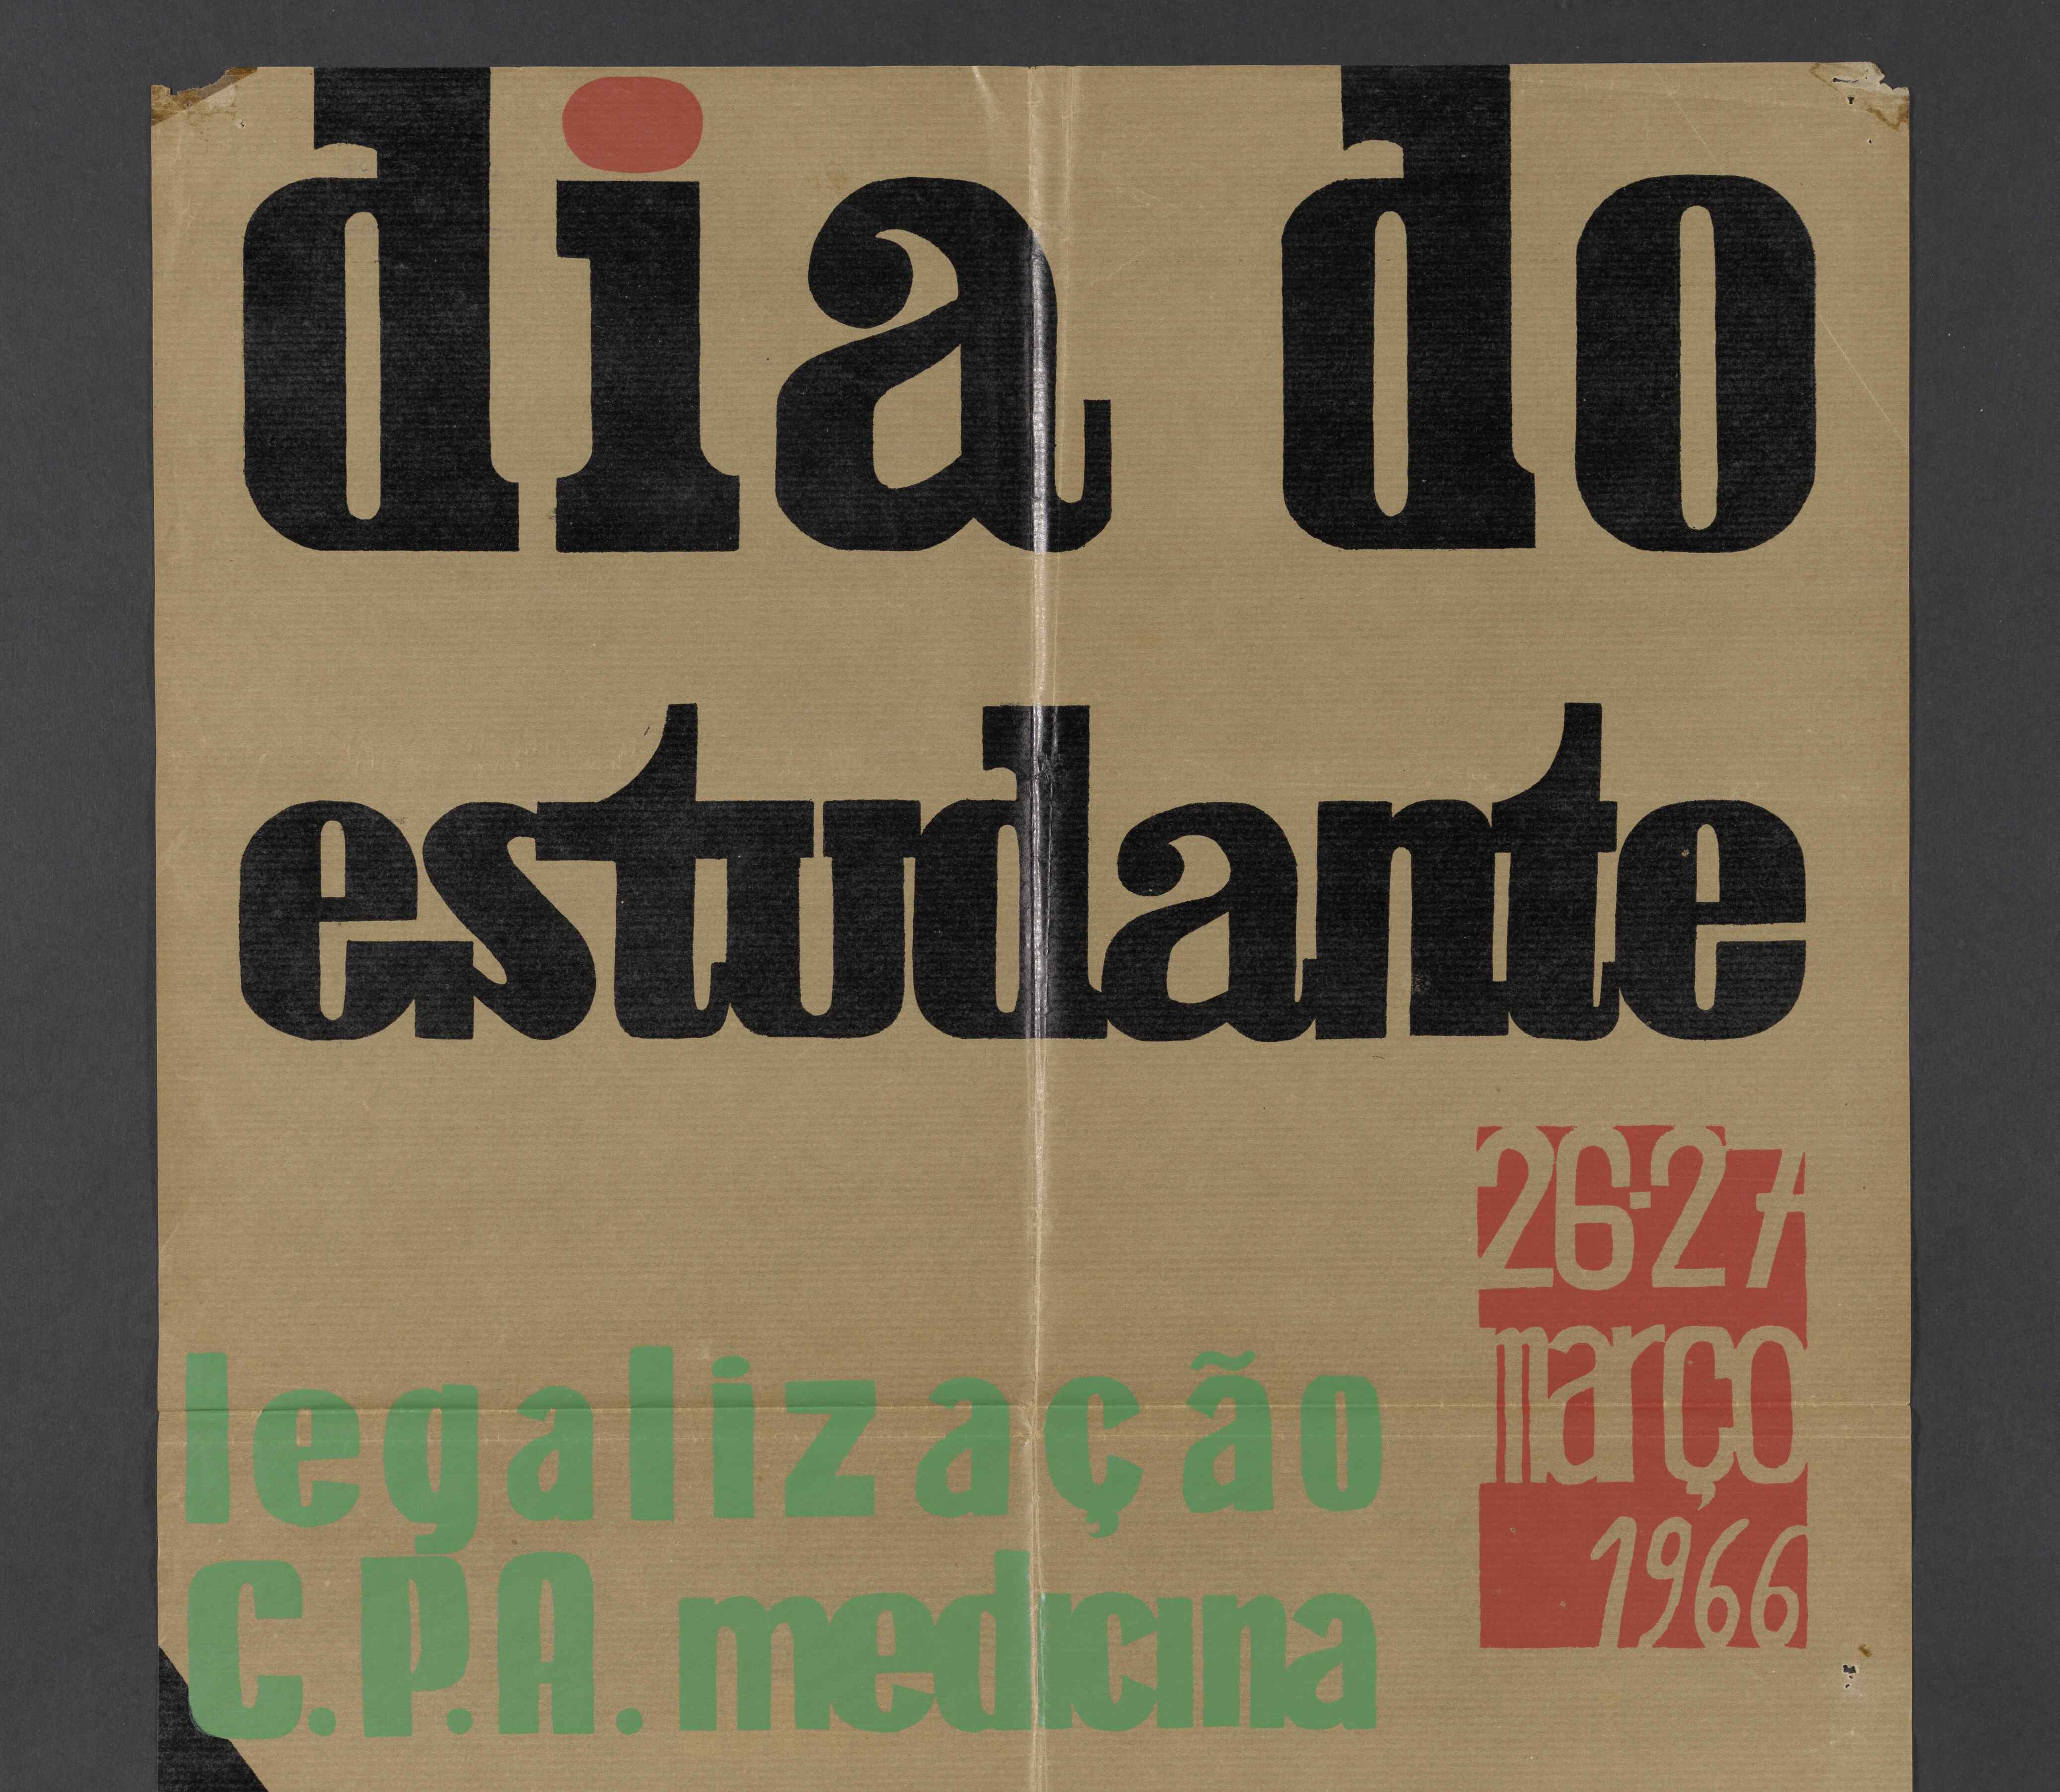 dia do
estudante
26-27
março
1966
legalização
C.P.A. medicina